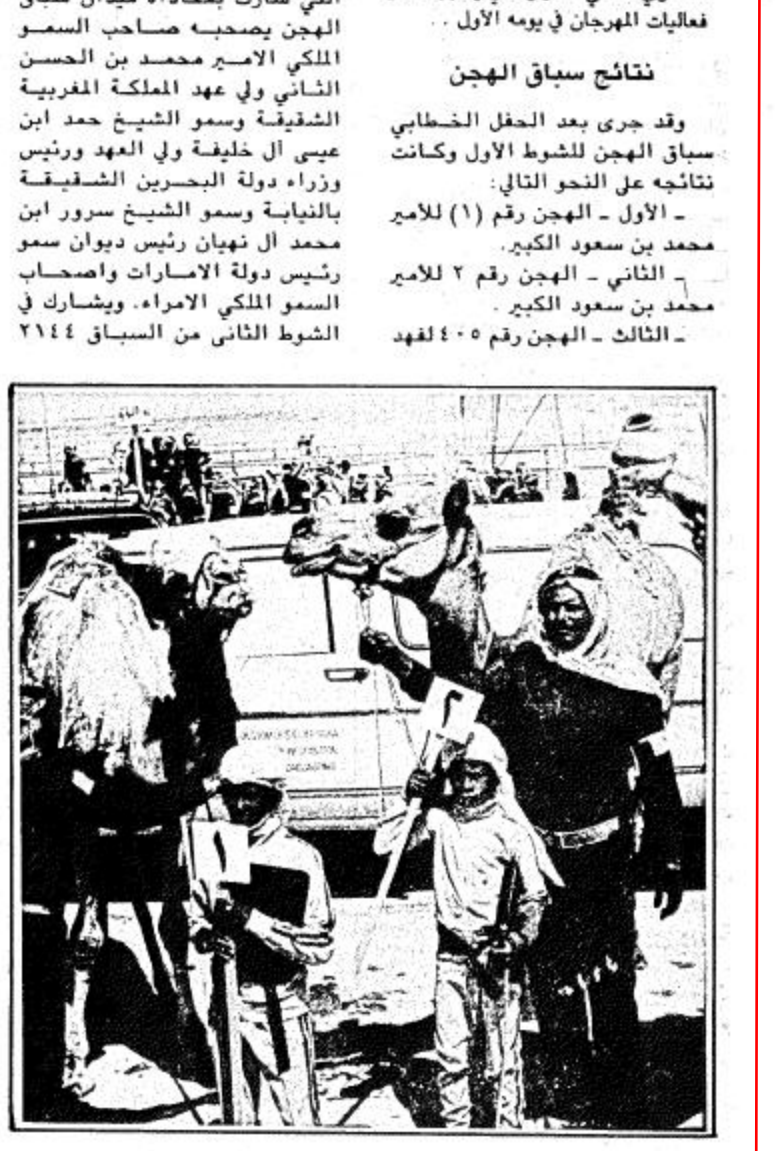 فعاليات المهرجان في يومه الأول . .
نتائج سباق الهجن
وقد جرى بعد الحفل الخطابي
سباق الهجن للشوط الأول وكانت
نتائجه على النحو التالي:
ـ الأول ـ الهجن رقم (١) للأمير
محمد بن سعود الكبير.
ـ الثاني ـ الهجن رقم ٢ للأمير
محمد بن سعود الكبير .
ـ الثالث ـ الهجن رقم ٤٠٥ لفهد
الهجن يصحبه صاحب السمو
الملكي الامير محمد بن الحسن
الثاني ولي عهد المملكة المغربية
الشقيقة وسمو الشيخ حمد ابن
عيسى آل خليفة ولي العهد ورئيس
وزراء دولة البحرين الشقيقة
بالنيابة وسمو الشيخ سرور ابن
محمد آل نهيان رئيس ديوان سمو
رئيس دولة الامارات واصحاب
السمو الملكي الامراء. ويشارك في
الشوط الثانى من السباق ٢١٤٤
٢
١